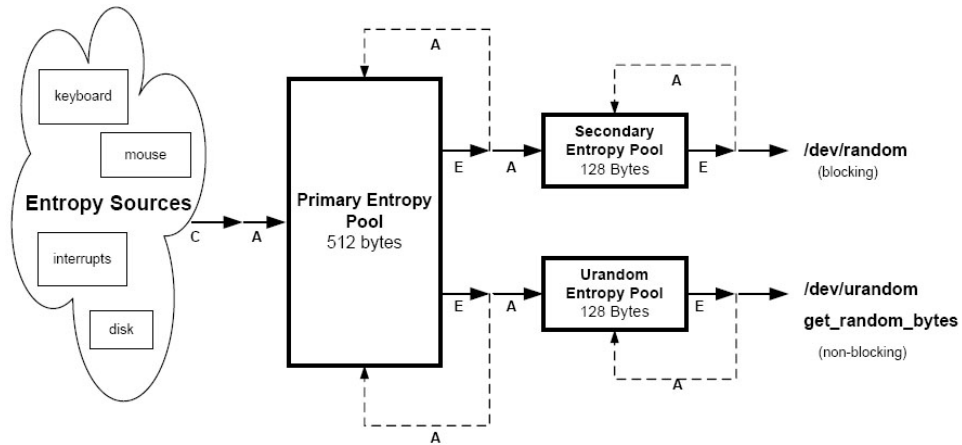 keyboard
mouse
Entropy Sources
interrupts
disk
C
A
A
Primary Entropy
Pool
512 bytes
E
A
A
Secondary
Entropy Pool
128 Bytes
E
/dev/random
(blocking)
E
A
A
Urandom
Entropy Pool
128 Bytes
E
A
/dev/urandom
get_random_bytes
(non-blocking)